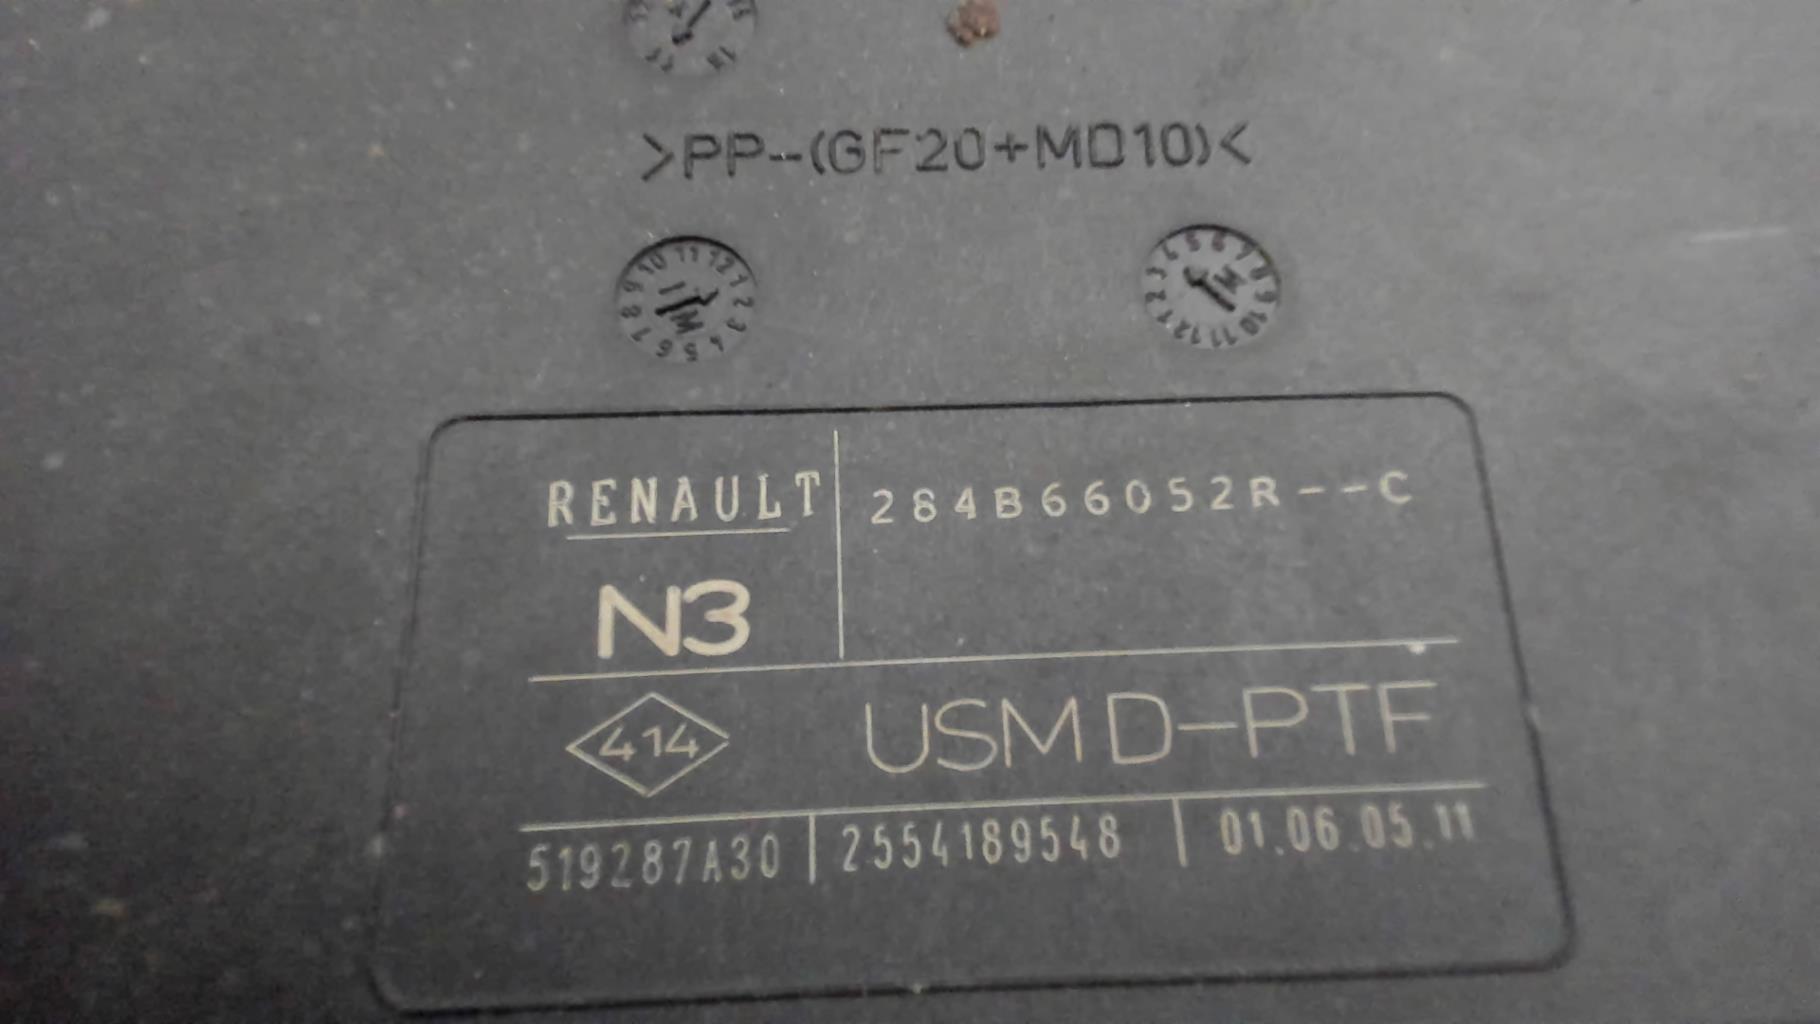 >PP-(GF20+MD10)<
RENAULT
284B66052R--C
N3
414
USM D-PTF
519287A30
2554189548
01.06.05.11